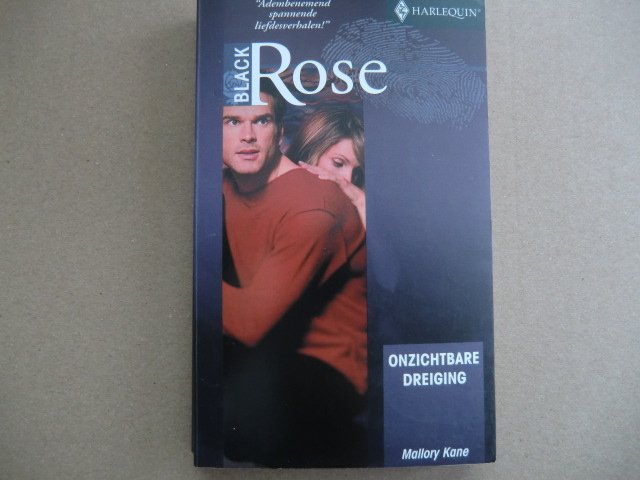 "Adembenemend
spannende
liefdesverhalen!"
HARLEQUIN®
BLACK
Rose
ONZICHTBARE
DREIGING
Mallory Kane